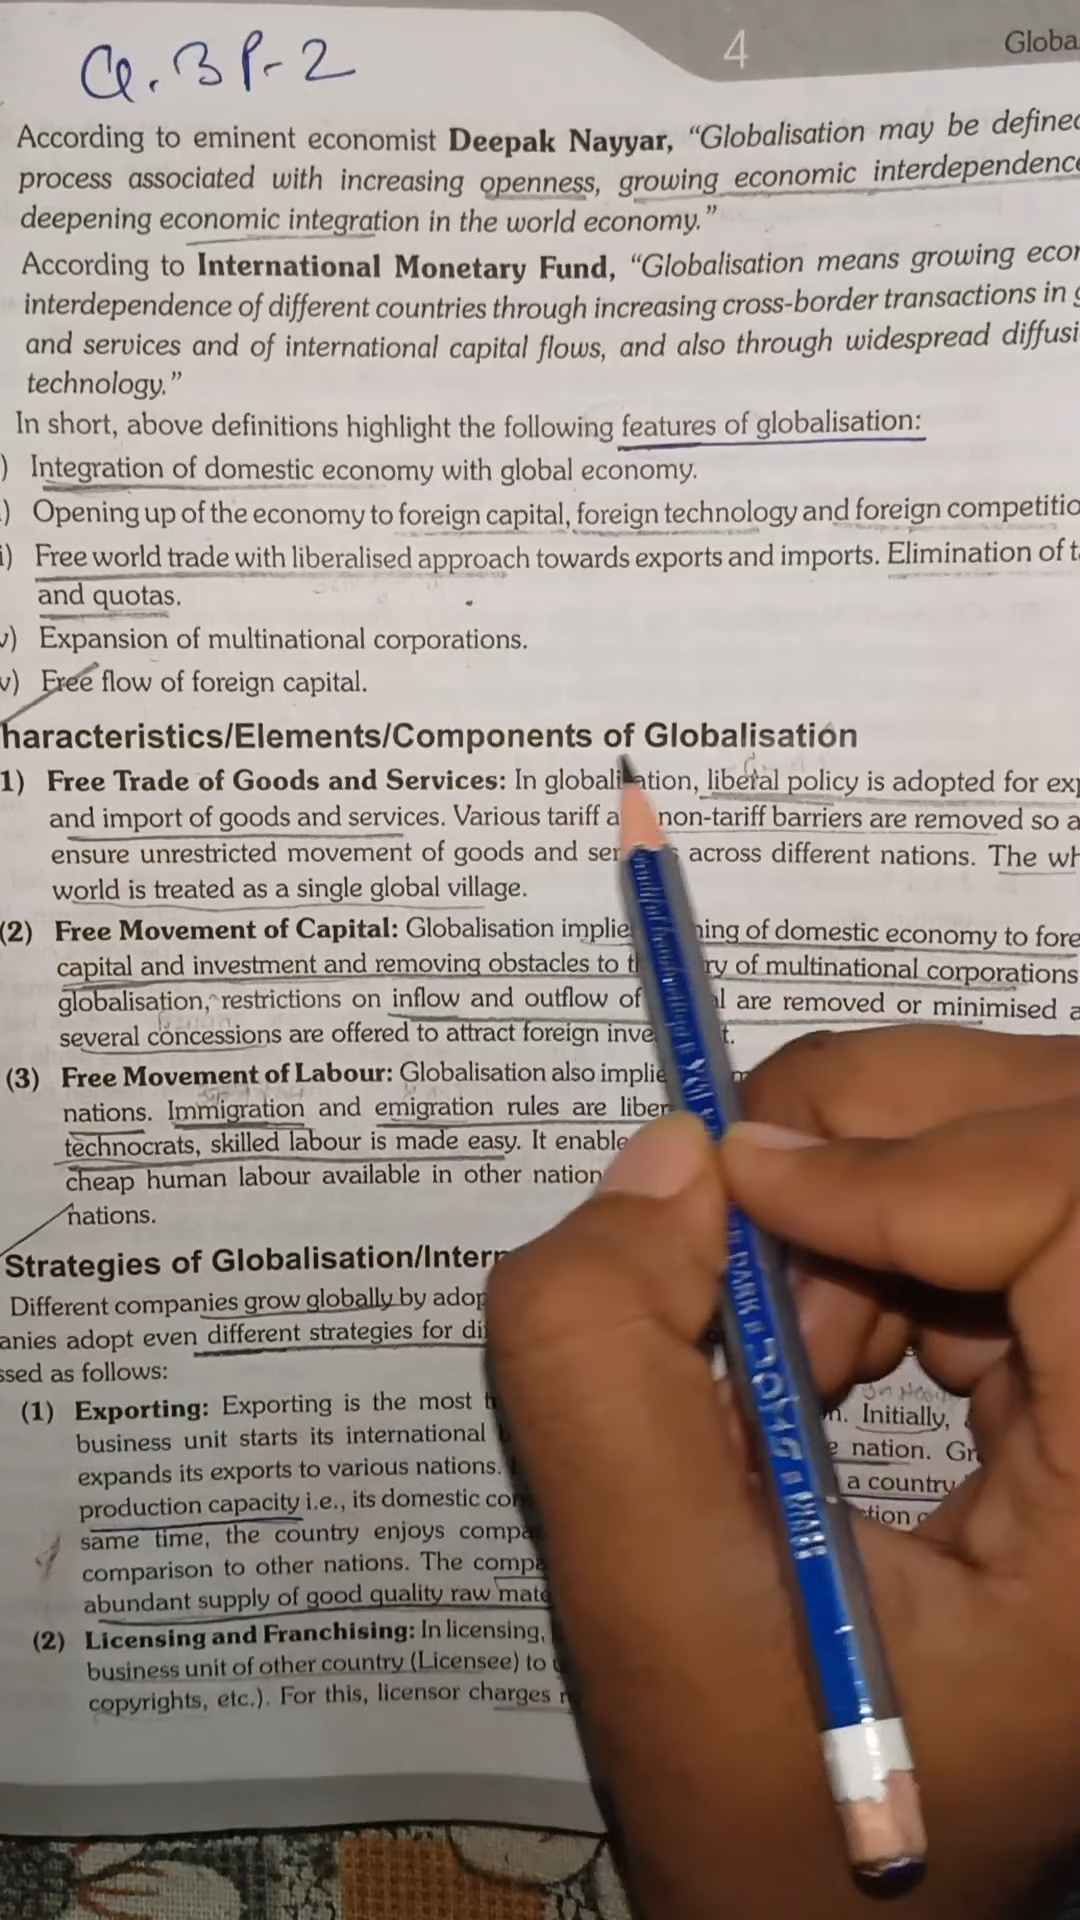 Q. 3 P-2
4
Globa
According to eminent economist Deepak Nayyar, “Globalisation may be defined
process associated with increasing openness, growing economic interdependence
deepening economic integration in the world economy.”
According to International Monetary Fund, “Globalisation means growing econ
interdependence of different countries through increasing cross-border transactions in g
and services and of international capital flows, and also through widespread diffusi
technology.”
In short, above definitions highlight the following features of globalisation:
) Integration of domestic economy with global economy.
) Opening up of the economy to foreign capital, foreign technology and foreign competitio
i) Free world trade with liberalised approach towards exports and imports. Elimination of ta
and quotas.
v) Expansion of multinational corporations.
v) Free flow of foreign capital.
haracteristics/Elements/Components of Globalisation
1) Free Trade of Goods and Services: In globalisation, liberal policy is adopted for exp
and import of goods and services. Various tariff a non-tariff barriers are removed so a
ensure unrestricted movement of goods and ser s across different nations. The wh
world is treated as a single global village.
(2) Free Movement of Capital: Globalisation implie ning of domestic economy to fore
capital and investment and removing obstacles to t ry of multinational corporations
globalisation, restrictions on inflow and outflow of l are removed or minimised a
several concessions are offered to attract foreign inve t.
(3) Free Movement of Labour: Globalisation also implie
nations. Immigration and emigration rules are liber
technocrats, skilled labour is made easy. It enable
cheap human labour available in other nation
nations.
Strategies of Globalisation/Intern
Different companies grow globally by adop
anies adopt even different strategies for di
ssed as follows:
(1) Exporting: Exporting is the most b
business unit starts its international n. Initially,
expands its exports to various nations. e nation. Gr
production capacity i.e., its domestic con a country
same time, the country enjoys compa ction
comparison to other nations. The compa
abundant supply of good quality raw mate
(2) Licensing and Franchising: In licensing,
business unit of other country (Licensee) to u
copyrights, etc.). For this, licensor charges r